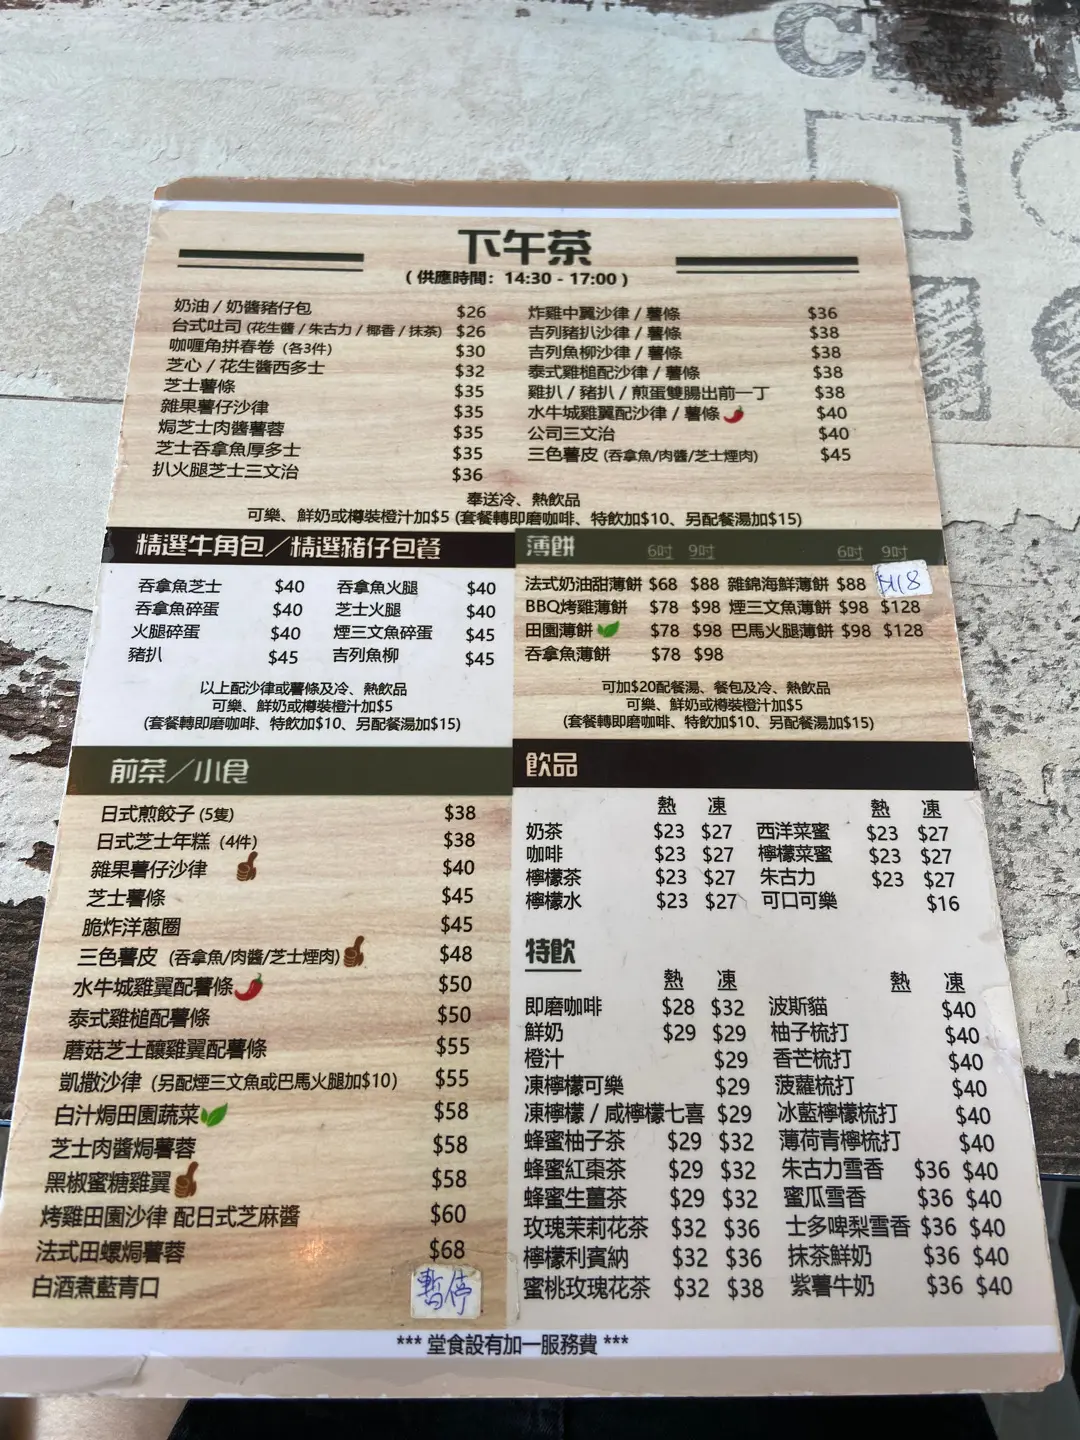 下午茶
(供應時間：14:30 - 17:00)
奶油 / 奶醬豬仔包 $26
台式吐司 (花生醬 / 朱古力 / 椰香 / 抹茶) $26
咖喱角拼春卷 (各3件) $30
芝心 / 花生醬西多士 $32
芝士薯條 $35
雜果薯仔沙律 $35
焗芝士肉醬薯蓉 $35
芝士吞拿魚厚多士 $35
扒火腿芝士三文治 $36
炸雞中翼沙律 / 薯條 $36
吉列豬扒沙律 / 薯條 $38
吉列魚柳沙律 / 薯條 $38
泰式雞槌配沙律 / 薯條 $38
雞扒 / 豬扒 / 煎蛋雙腸出前一丁 $38
水牛城雞翼配沙律 / 薯條 $40
公司三文治 $40
三色薯皮 (吞拿魚/肉醬/芝士煙肉) $45
奉送冷、熱飲品
可樂、鮮奶或樽裝橙汁加$5 (套餐轉即磨咖啡、特飲加$10、另配餐湯加$15)
精選牛角包／精選豬仔包餐
吞拿魚芝士 $40 吞拿魚火腿 $40
吞拿魚碎蛋 $40 芝士火腿 $40
火腿碎蛋 $40 煙三文魚碎蛋 $45
豬扒 $45 吉列魚柳 $45
以上配沙律或薯條及冷、熱飲品
可樂、鮮奶或樽裝橙汁加$5
(套餐轉即磨咖啡、特飲加$10、另配餐湯加$15)
薄餅 6吋 9吋 6吋 9吋
法式奶油甜薄餅 $68 $88 雜錦海鮮薄餅 $88 $118
BBQ烤雞薄餅 $78 $98 煙三文魚薄餅 $98 $128
田園薄餅 $78 $98 巴馬火腿薄餅 $98 $128
吞拿魚薄餅 $78 $98
可加$20配餐湯、餐包及冷、熱飲品
可樂、鮮奶或樽裝橙汁加$5
(套餐轉即磨咖啡、特飲加$10、另配餐湯加$15)
前菜／小食
日式煎餃子 (5隻) $38
日式芝士年糕 (4件) $38
雜果薯仔沙律 $40
芝士薯條 $45
脆炸洋蔥圈 $45
三色薯皮 (吞拿魚/肉醬/芝士煙肉) $48
水牛城雞翼配薯條 $50
泰式雞槌配薯條 $50
蘑菇芝士釀雞翼配薯條 $55
凱撒沙律 (另配煙三文魚或巴馬火腿加$10) $55
白汁焗田園蔬菜 $58
芝士肉醬焗薯蓉 $58
黑椒蜜糖雞翼 $58
烤雞田園沙律 配日式芝麻醬 $60
法式田螺焗薯蓉 $68
白酒煮藍青口 暫停
飲品
熱 凍 熱 凍
奶茶 $23 $27 西洋菜蜜 $23 $27
咖啡 $23 $27 檸檬菜蜜 $23 $27
檸檬茶 $23 $27 朱古力 $23 $27
檸檬水 $23 $27 可口可樂 $16
特飲
熱 凍 熱 凍
即磨咖啡 $28 $32 波斯貓 $40
鮮奶 $29 $29 柚子梳打 $40
橙汁 $29 香芒梳打 $40
凍檸檬可樂 $29 菠蘿梳打 $40
凍檸檬 / 咸檸檬七喜 $29 冰藍檸檬梳打 $40
蜂蜜柚子茶 $29 $32 薄荷青檸梳打 $40
蜂蜜紅棗茶 $29 $32 朱古力雪香 $36 $40
蜂蜜生薑茶 $29 $32 蜜瓜雪香 $36 $40
玫瑰茉莉花茶 $32 $36 士多啤梨雪香 $36 $40
檸檬利賓納 $32 $36 抹茶鮮奶 $36 $40
蜜桃玫瑰花茶 $32 $38 紫薯牛奶 $36 $40
*** 堂食設有加一服務費 ***